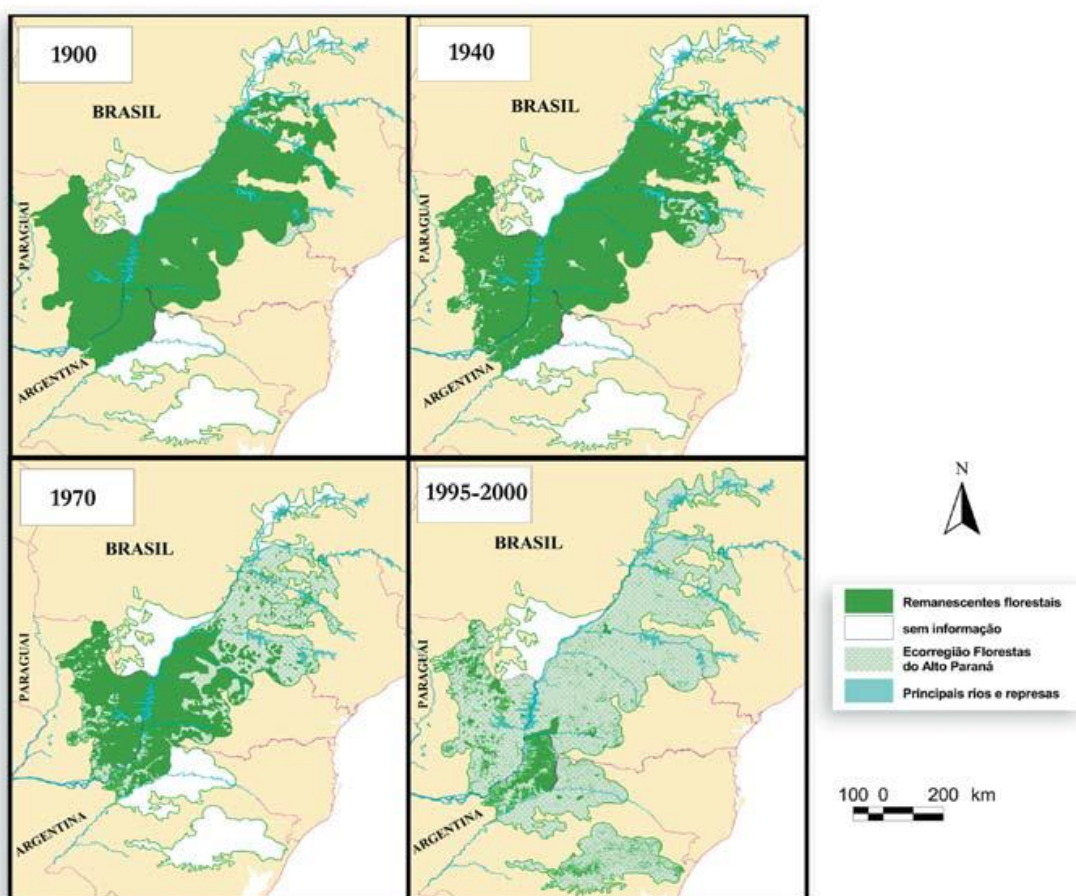 1900
BRASIL
PARAGUAI
ARGENTINA
1940
BRASIL
PARAGUAI
ARGENTINA
1970
BRASIL
PARAGUAI
ARGENTINA
1995-2000
BRASIL
PARAGUAI
ARGENTINA
N
Remanescentes florestais
sem informação
Ecorregião Florestas
do Alto Paraná
Principais rios e represas
100 0 200 km